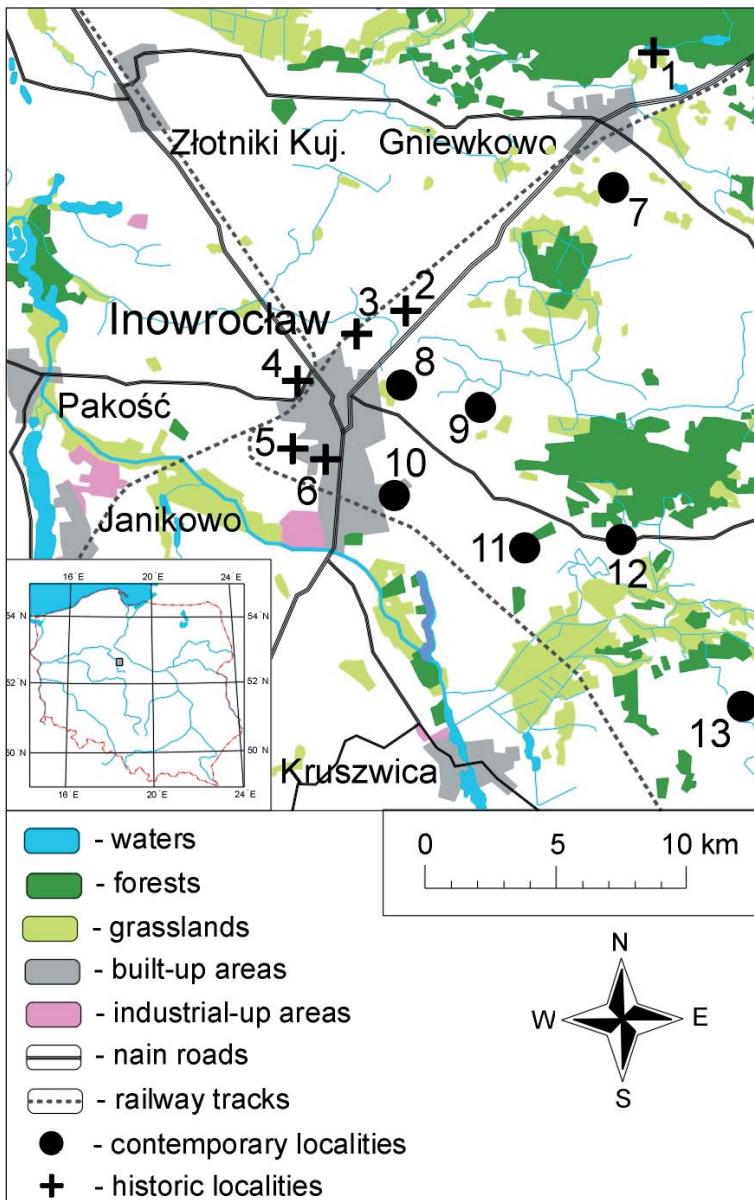 1
Złotniki Kuj. Gniewkowo
7
2
3
Inowrocław
4
8
Pakość
9
5
6
10
Janikowo
11
12
13
Kruszwica
16°E 20°E 24°E
54°N 54°N
52°N 52°N
50°N 50°N
16°E 20°E 24°E
- waters
- forests
- grasslands
- built-up areas
- industrial-up areas
- nain roads
- railway tracks
- contemporary localities
- historic localities
0 5 10 km
N
W E
S